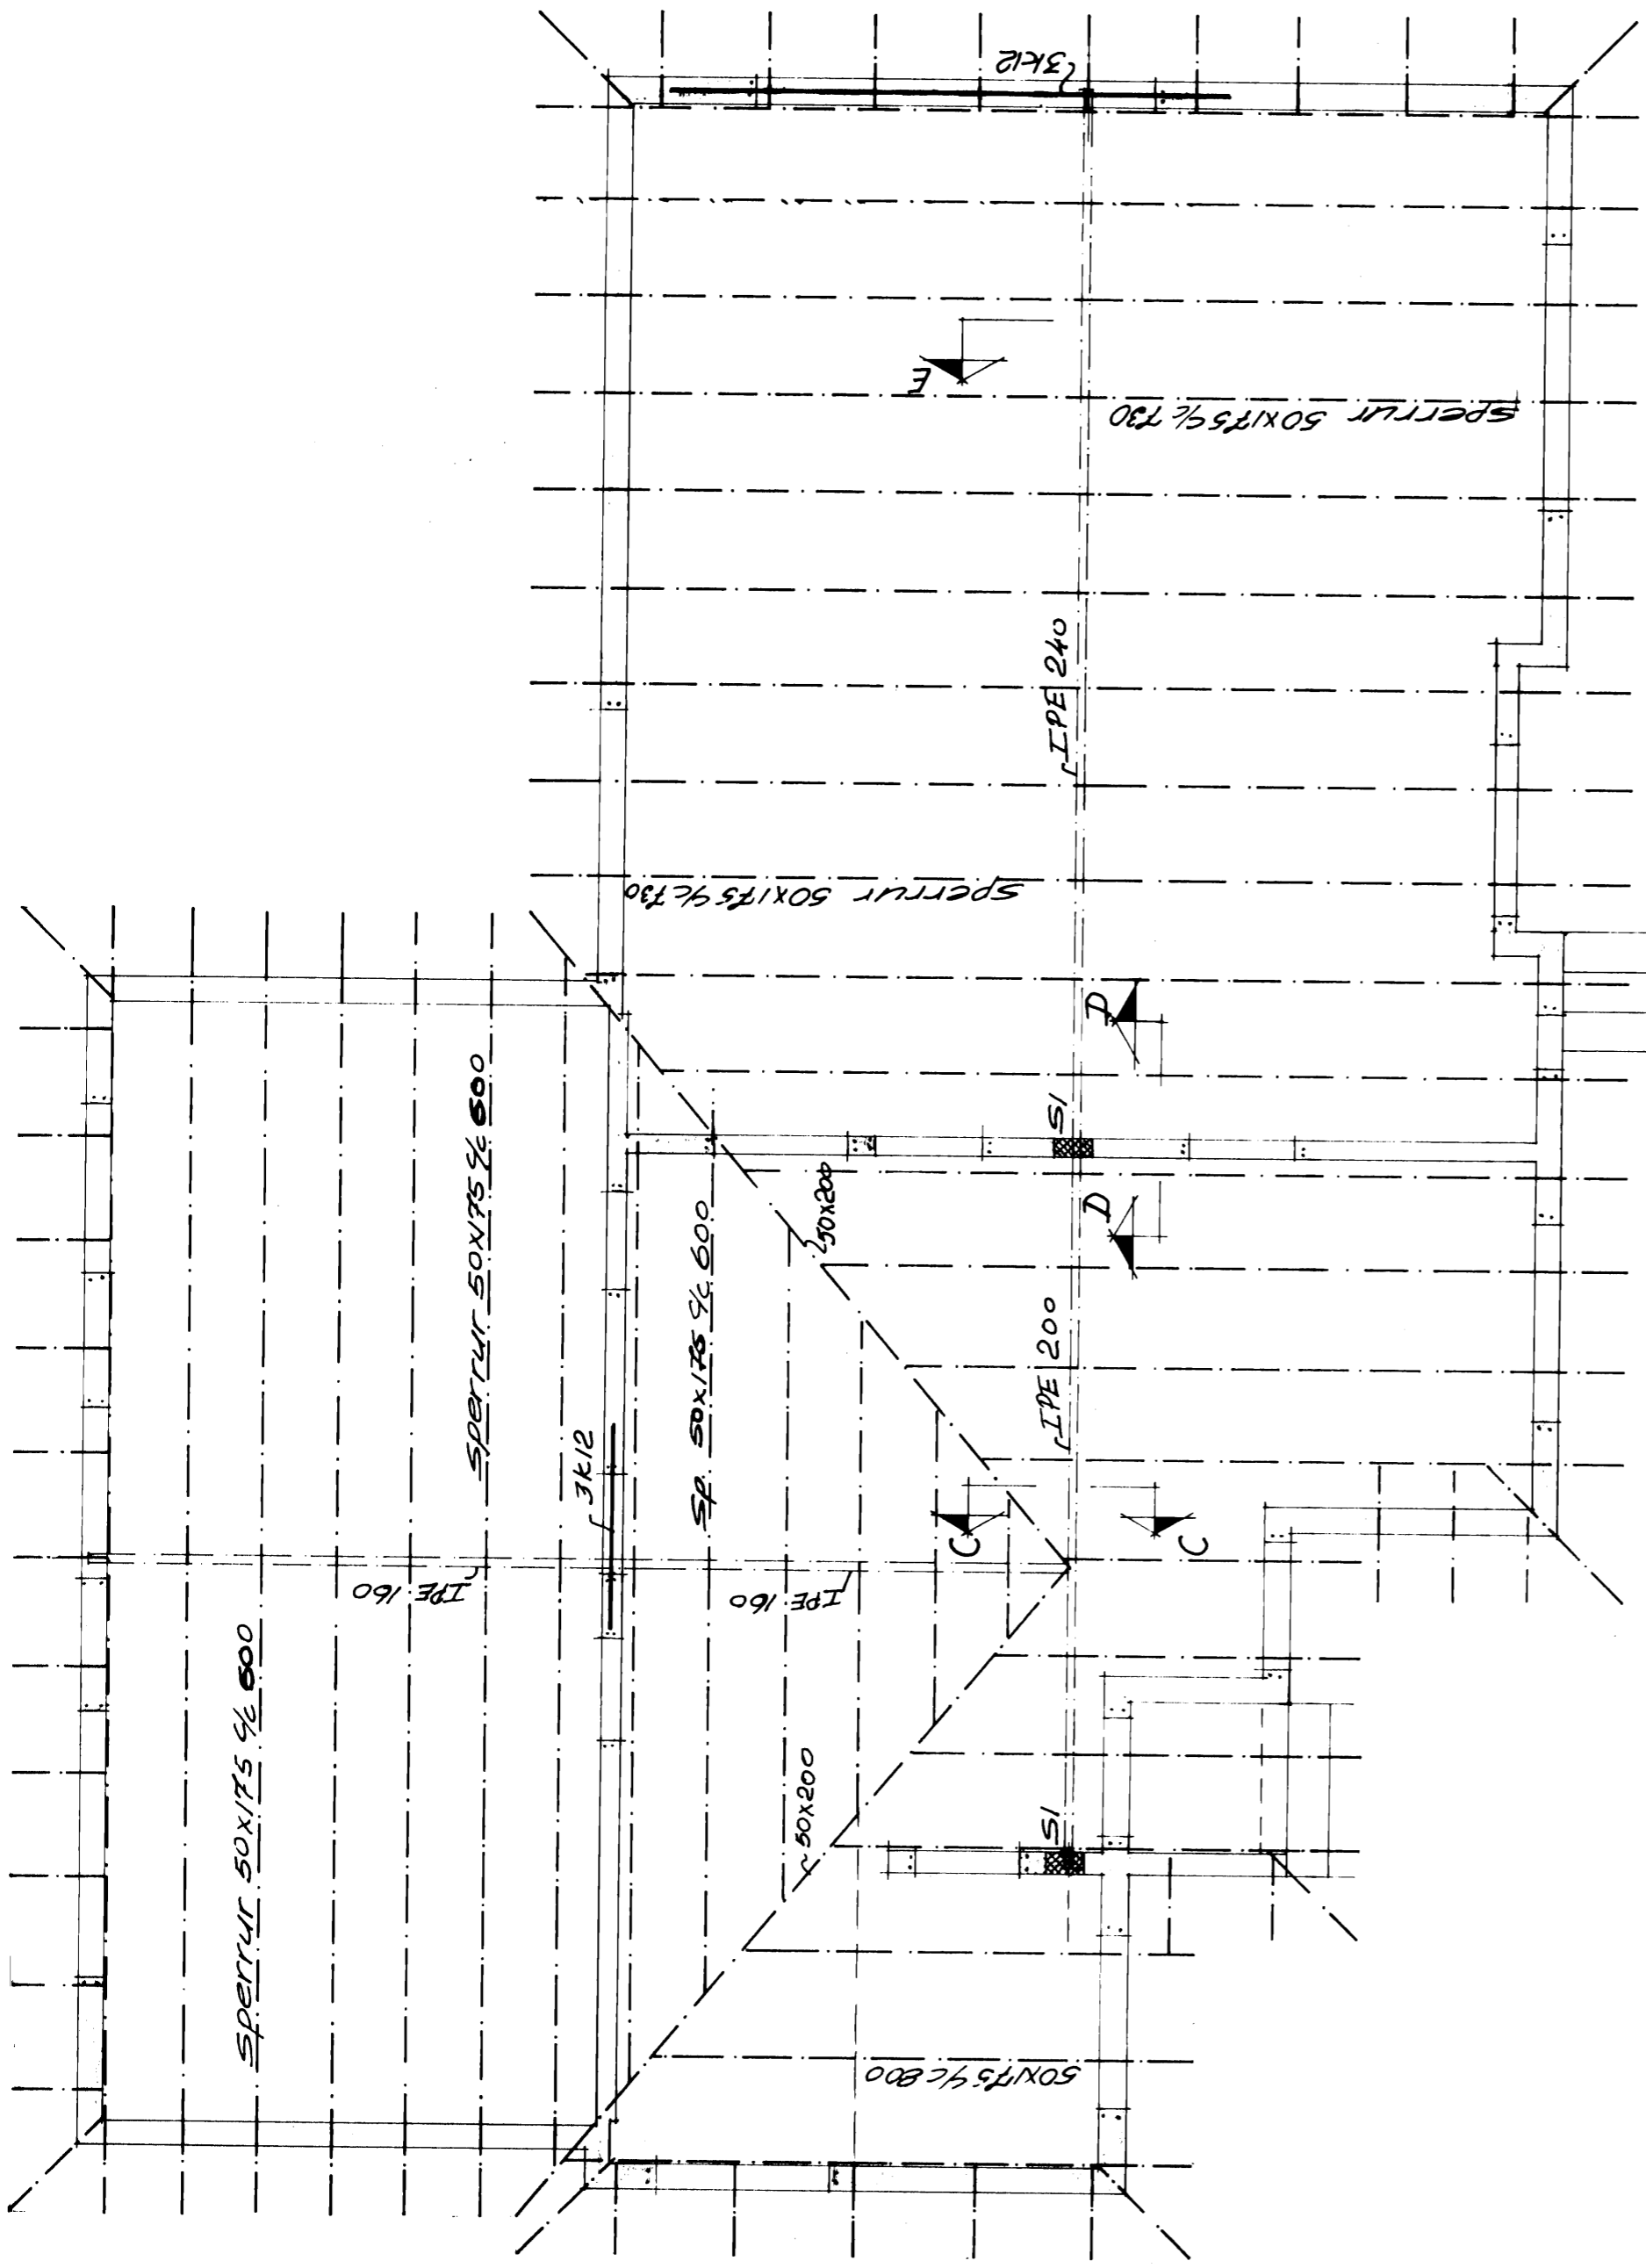 3k12
E
Sperrur 50x175 c/c 730
IPE 240
Sperrur 50x175 c/c 730
D
Sperrur 50x175 c/c 600
S1
50x200
D
Sp. 50x175 c/c 600
IPE 200
3k12
C
C
IPE 160
IPE 160
Sperrur 50x175 c/c 600
~50x200
S1
50x175 c/c 800